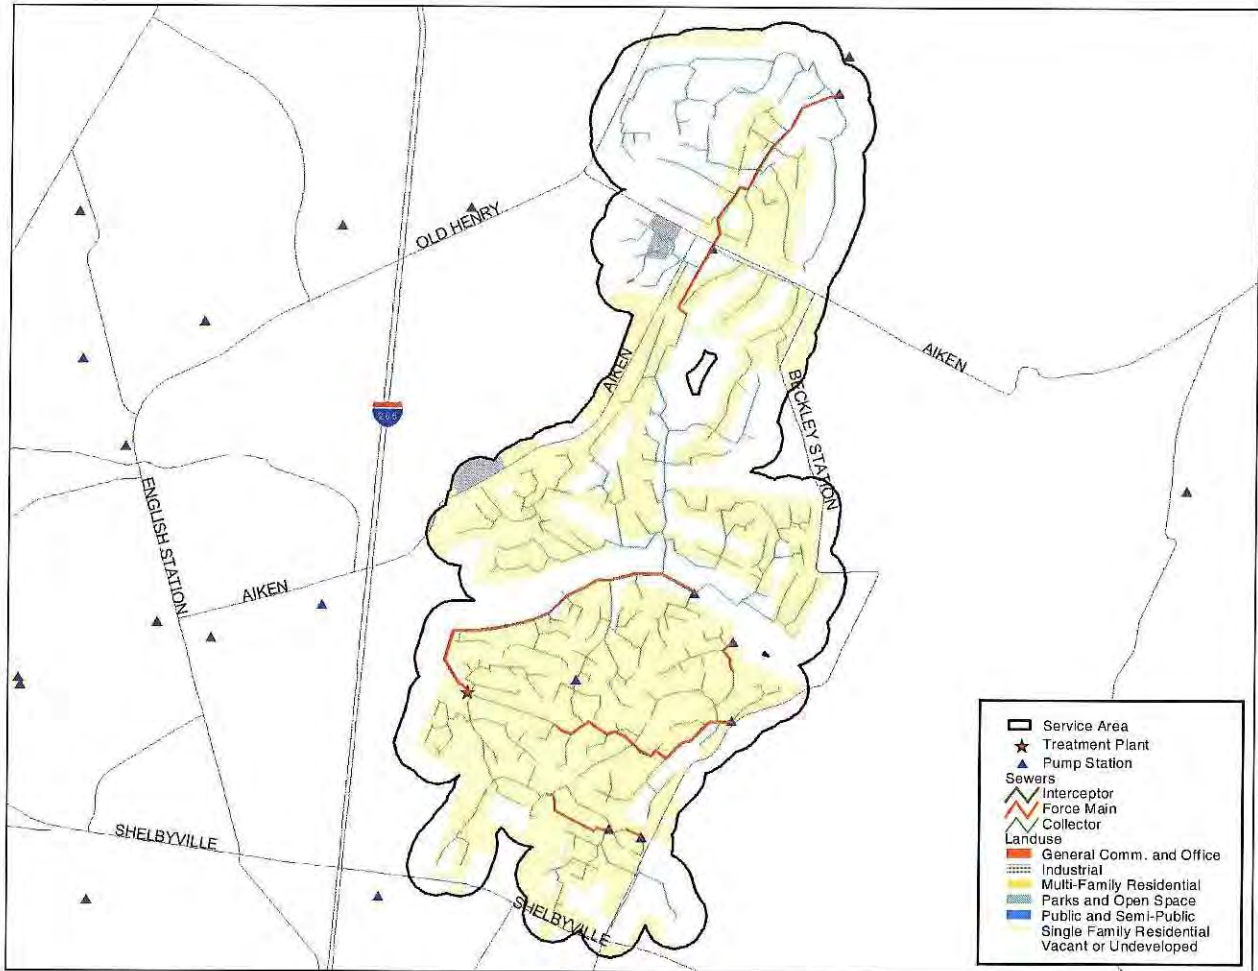 OLD HENRY
AIKEN
AIKEN
BECKLEY STATION
265
ENGLISH STATION
AIKEN
SHELBYVILLE
SHELBYVILLE
Service Area
Treatment Plant
Pump Station
Sewers
Interceptor
Force Main
Collector
Landuse
General Comm. and Office
Industrial
Multi-Family Residential
Parks and Open Space
Public and Semi-Public
Single Family Residential
Vacant or Undeveloped